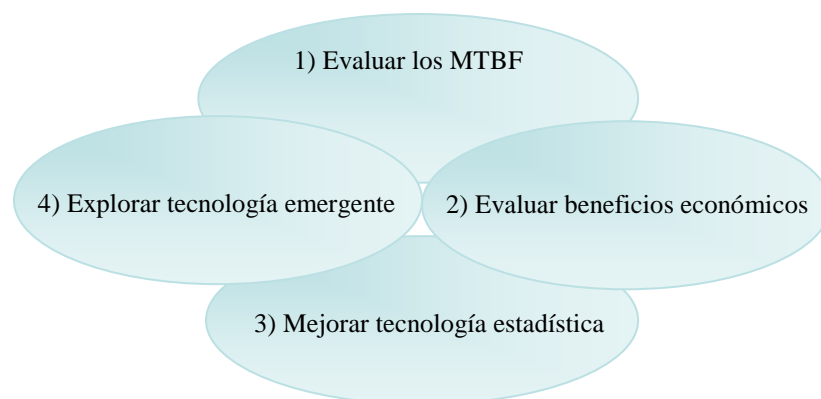 1) Evaluar los MTBF
4) Explorar tecnología emergente
2) Evaluar beneficios económicos
3) Mejorar tecnología estadística